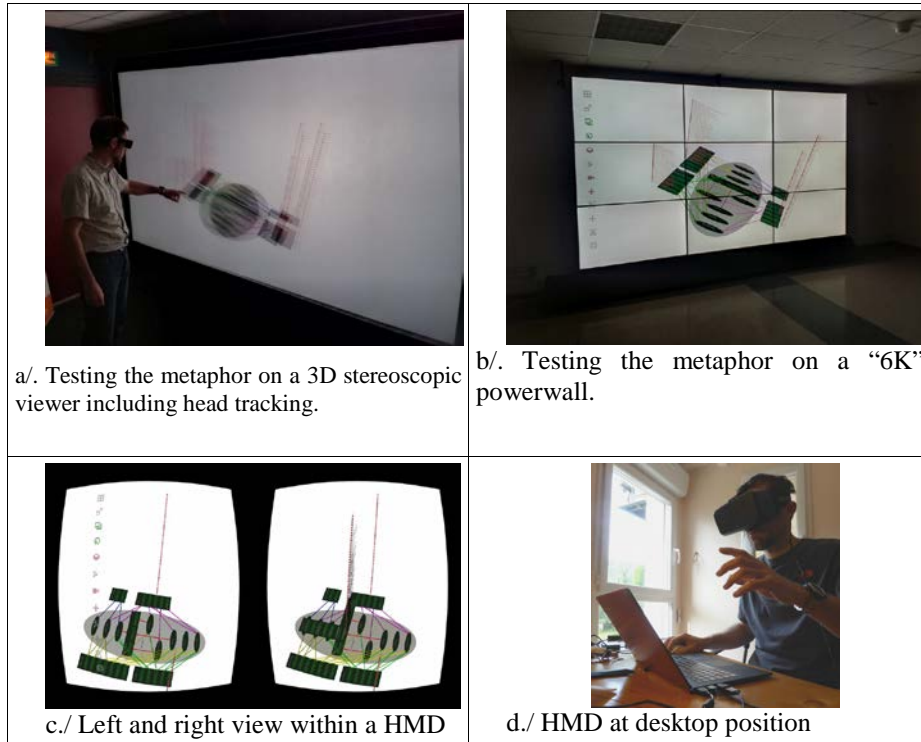 a/. Testing the metaphor on a 3D stereoscopic
viewer including head tracking.
b/. Testing the metaphor on a “6K”
powerwall.
c./ Left and right view within a HMD
d./ HMD at desktop position